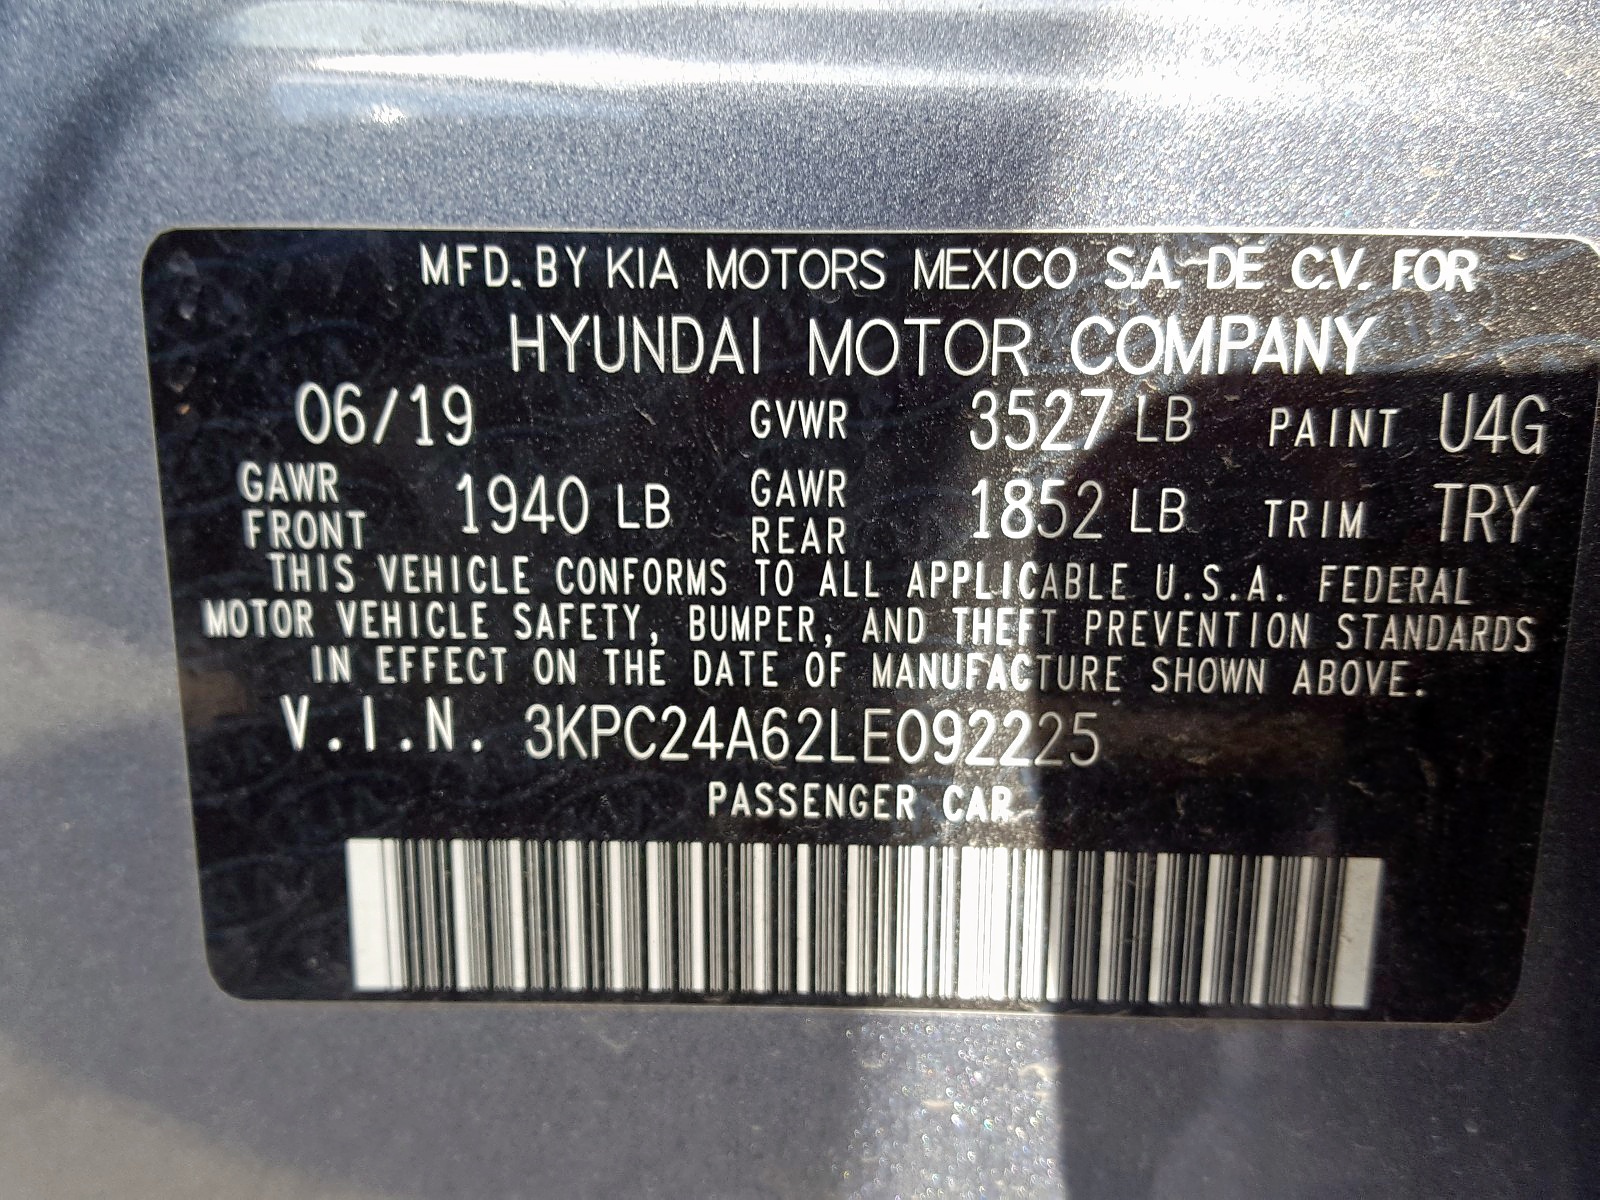 MFD. BY KIA MOTORS MEXICO S.A. DE C.V. FOR
HYUNDAI MOTOR COMPANY
06/19 GVWR 3527 LB PAINT U4G
GAWR FRONT 1940 LB GAWR REAR 1852 LB TRIM TRY
THIS VEHICLE CONFORMS TO ALL APPLICABLE U.S.A. FEDERAL
MOTOR VEHICLE SAFETY, BUMPER, AND THEFT PREVENTION STANDARDS
IN EFFECT ON THE DATE OF MANUFACTURE SHOWN ABOVE.
V.I.N. 3KPC24A62LE092225
PASSENGER CAR